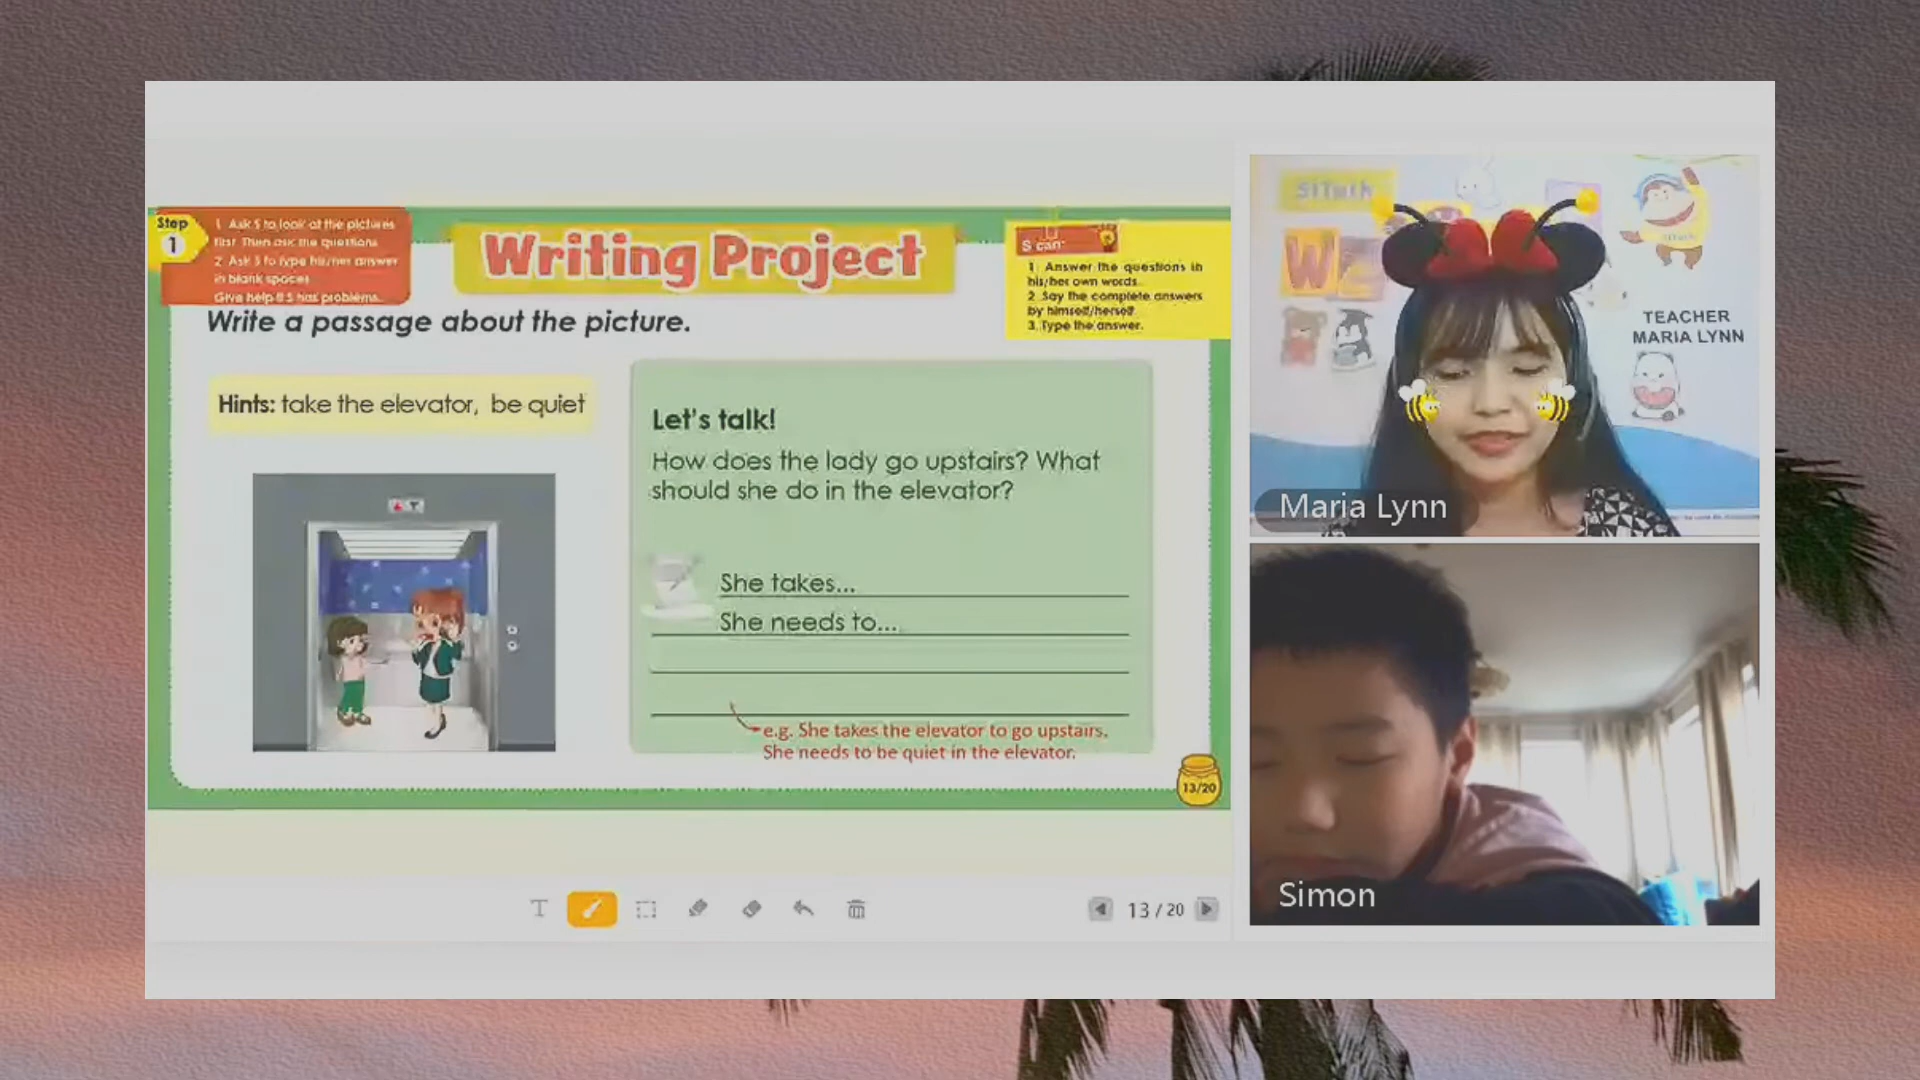 Step
1
1 Ask S to look at the pictures
first. Then ask the questions
2 Ask S to type his/her answer
in blank spaces
Give help if S has problems.
Writing Project
S can:
1 Answer the questions in
his/her own words.
2 Say the complete answers
by himself/herself.
3. Type the answer.
Write a passage about the picture.
Hints: take the elevator, be quiet
Let's talk!
How does the lady go upstairs? What
should she do in the elevator?
She takes...
She needs to...
e.g. She takes the elevator to go upstairs.
She needs to be quiet in the elevator.
13/20
T
13 / 20
TEACHER
MARIA LYNN
Maria Lynn
Simon